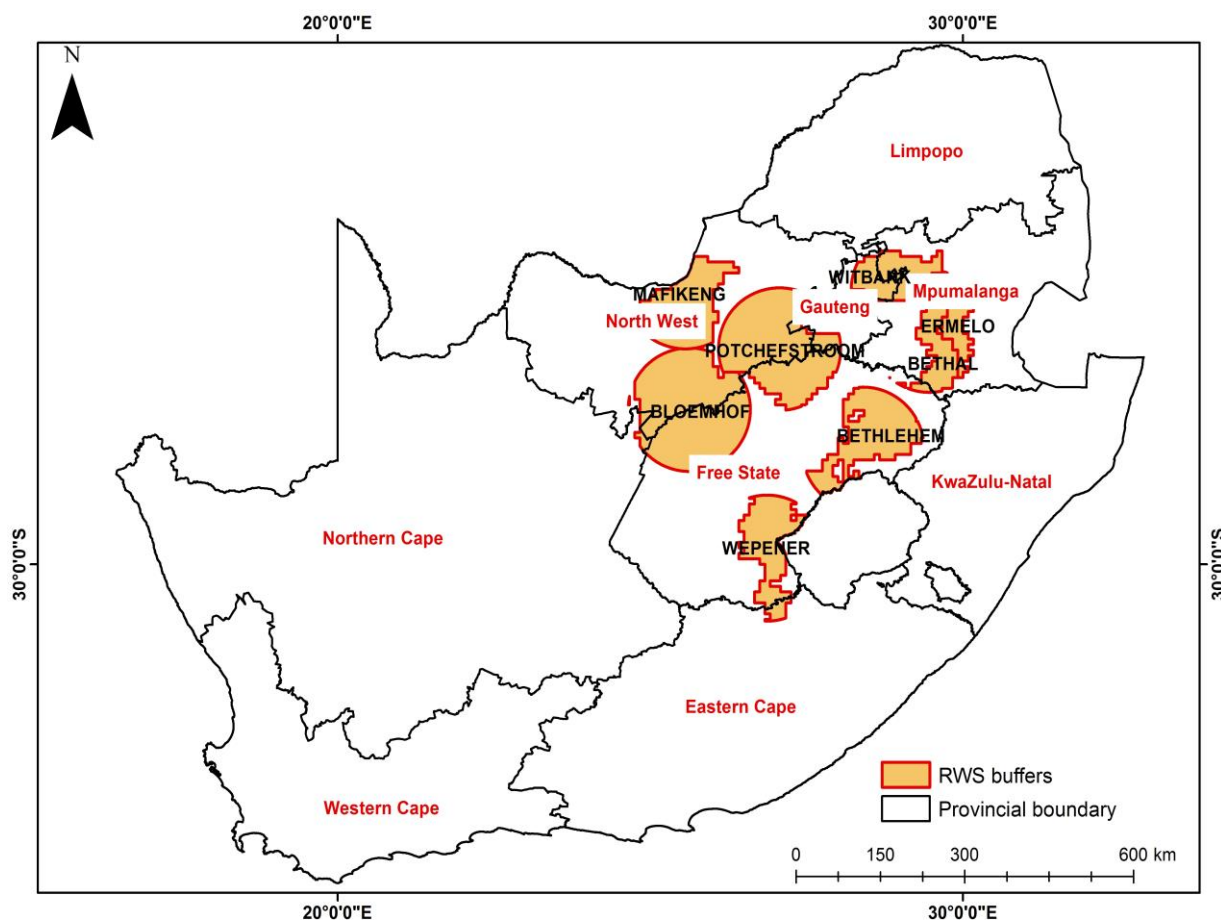 20°0'0"E
30°0'0"E
N
Limpopo
WITBANK
MAFIKENG
Mpumalanga
Gauteng
North West
ERMELO
POTCHEFSTROOM
BETHAL
BLOEMHOF
BETHLEHEM
Free State
KwaZulu-Natal
Northern Cape
WEPENER
30°0'0"S
30°0'0"S
Eastern Cape
RWS buffers
Western Cape
Provincial boundary
0 150 300 600 km
20°0'0"E
30°0'0"E